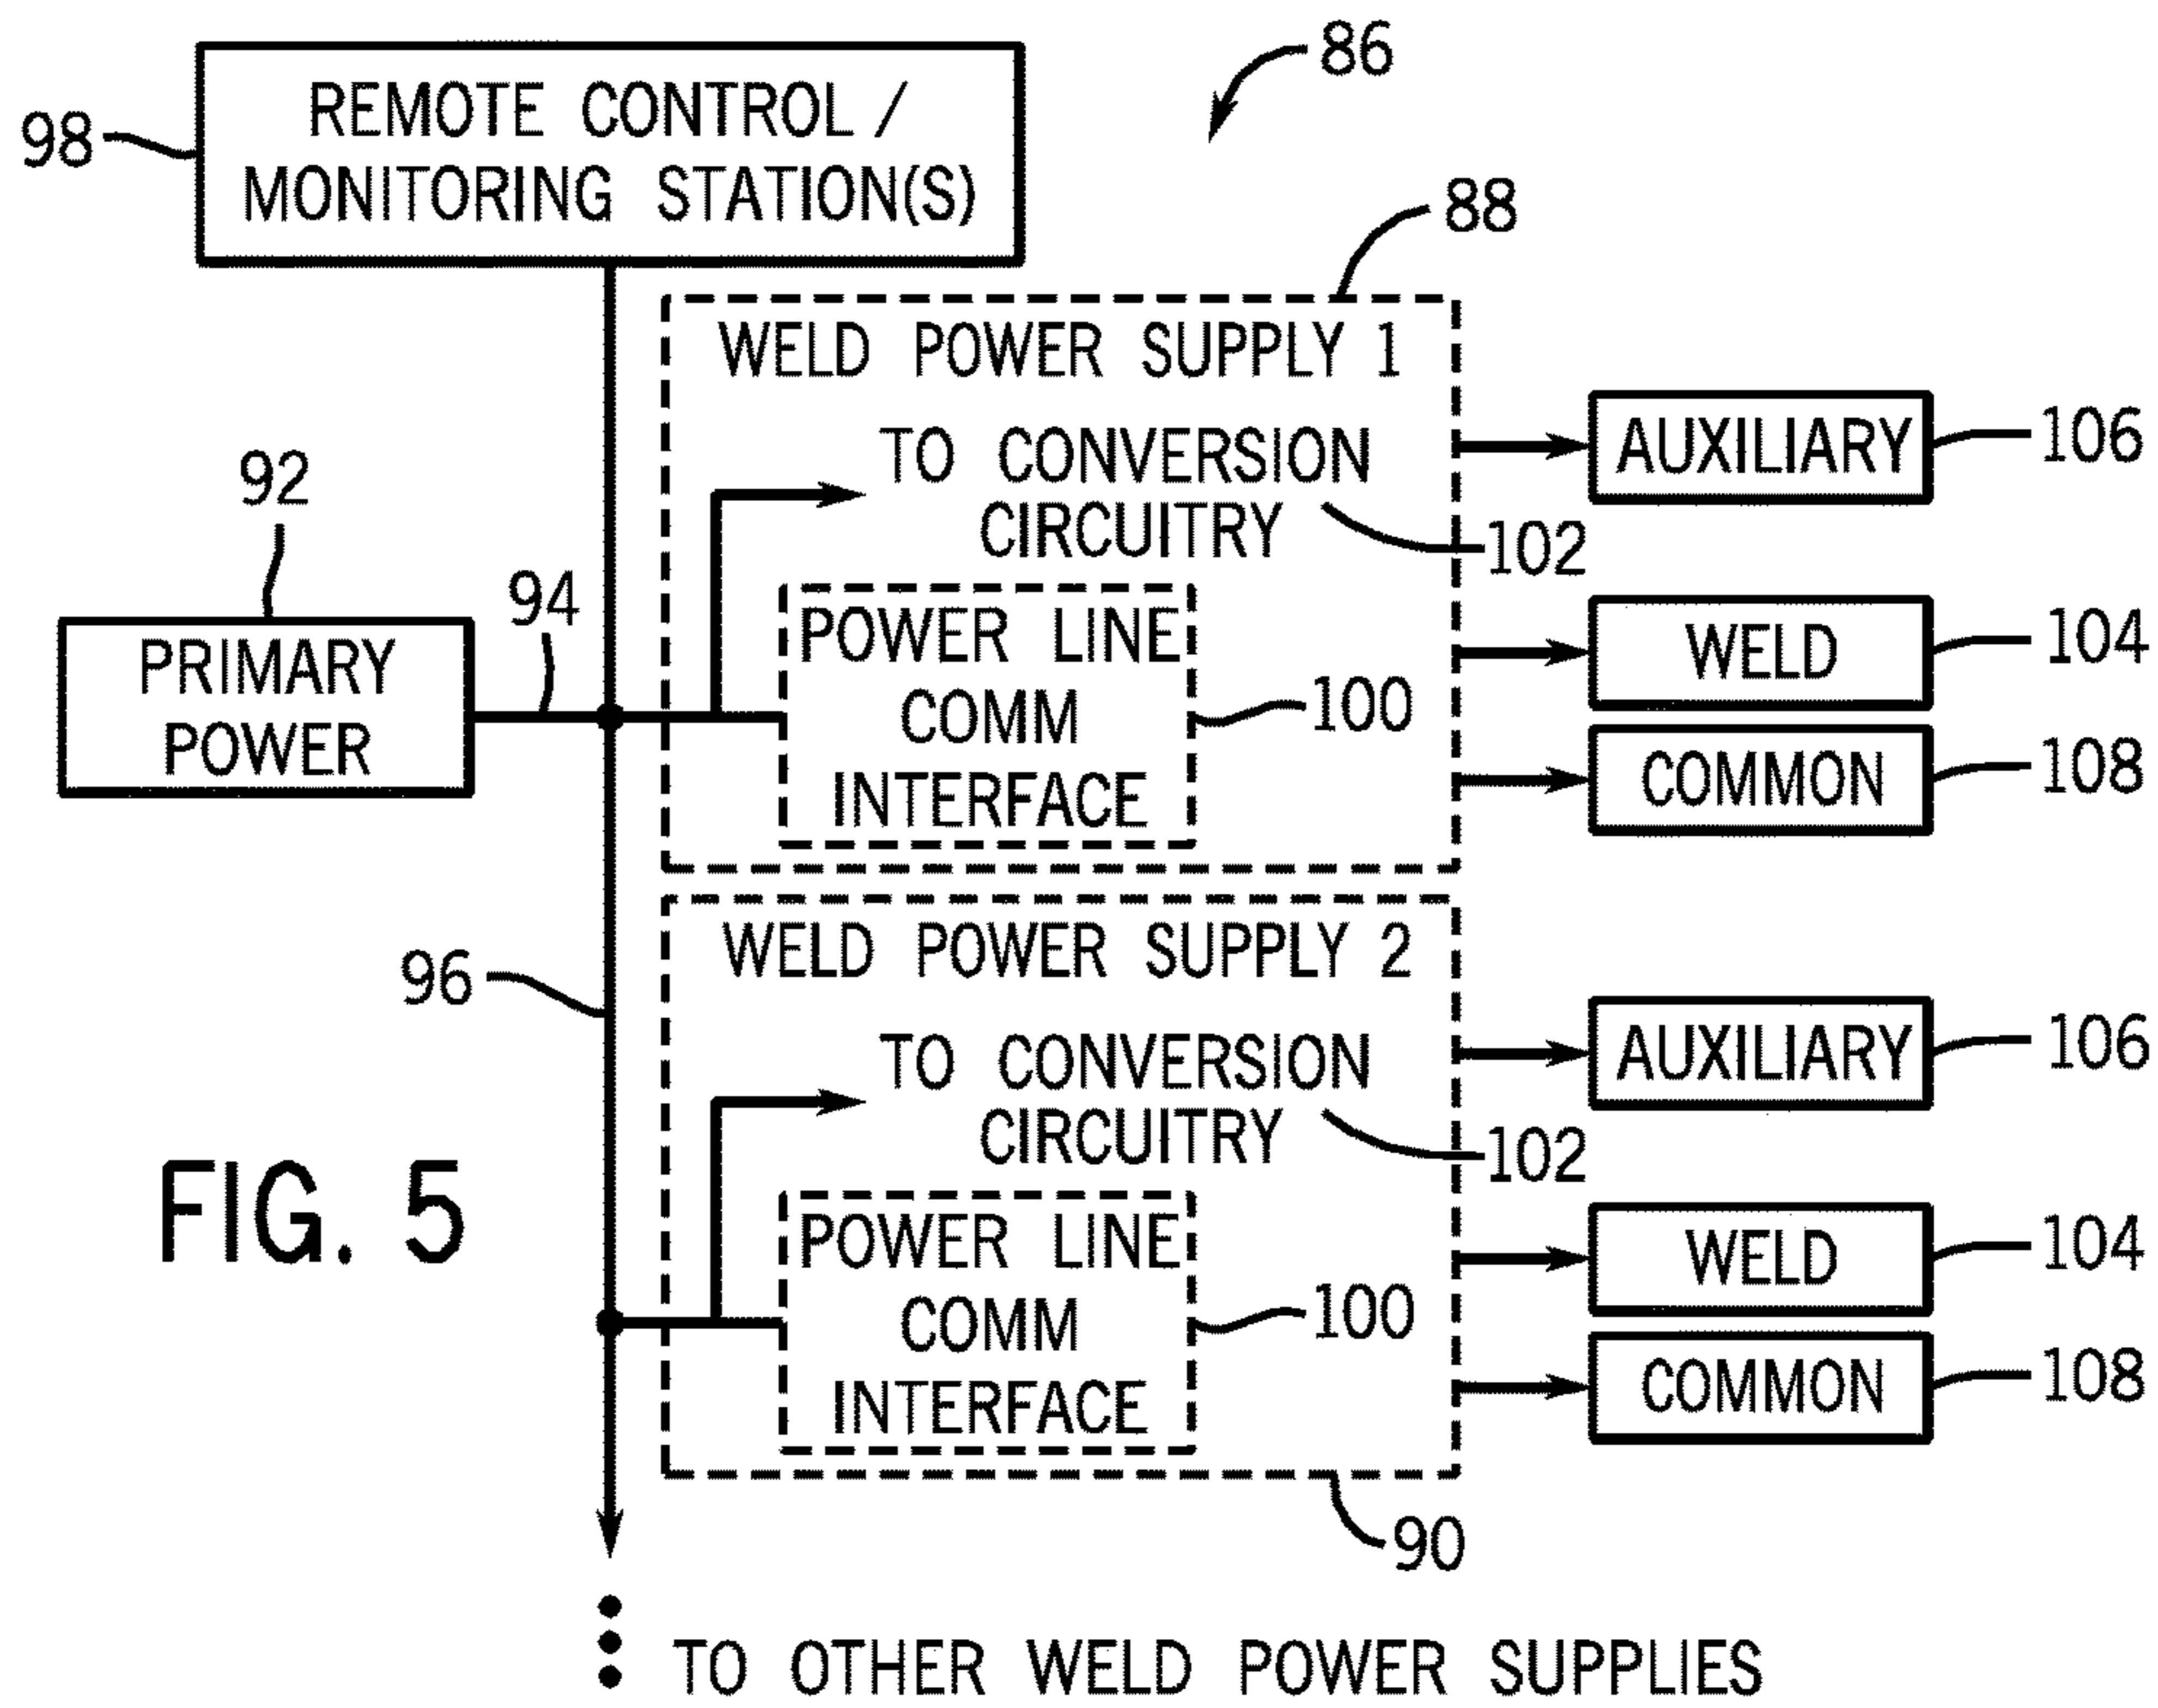 86
98
REMOTE CONTROL /
MONITORING STATION(S)
88
WELD POWER SUPPLY 1
TO CONVERSION
CIRCUITRY
102
AUXILIARY
106
92
94
PRIMARY
POWER
POWER LINE
COMM
INTERFACE
100
WELD
104
COMMON
108
96
WELD POWER SUPPLY 2
TO CONVERSION
CIRCUITRY
102
AUXILIARY
106
FIG. 5
POWER LINE
COMM
INTERFACE
100
WELD
104
COMMON
108
90
TO OTHER WELD POWER SUPPLIES